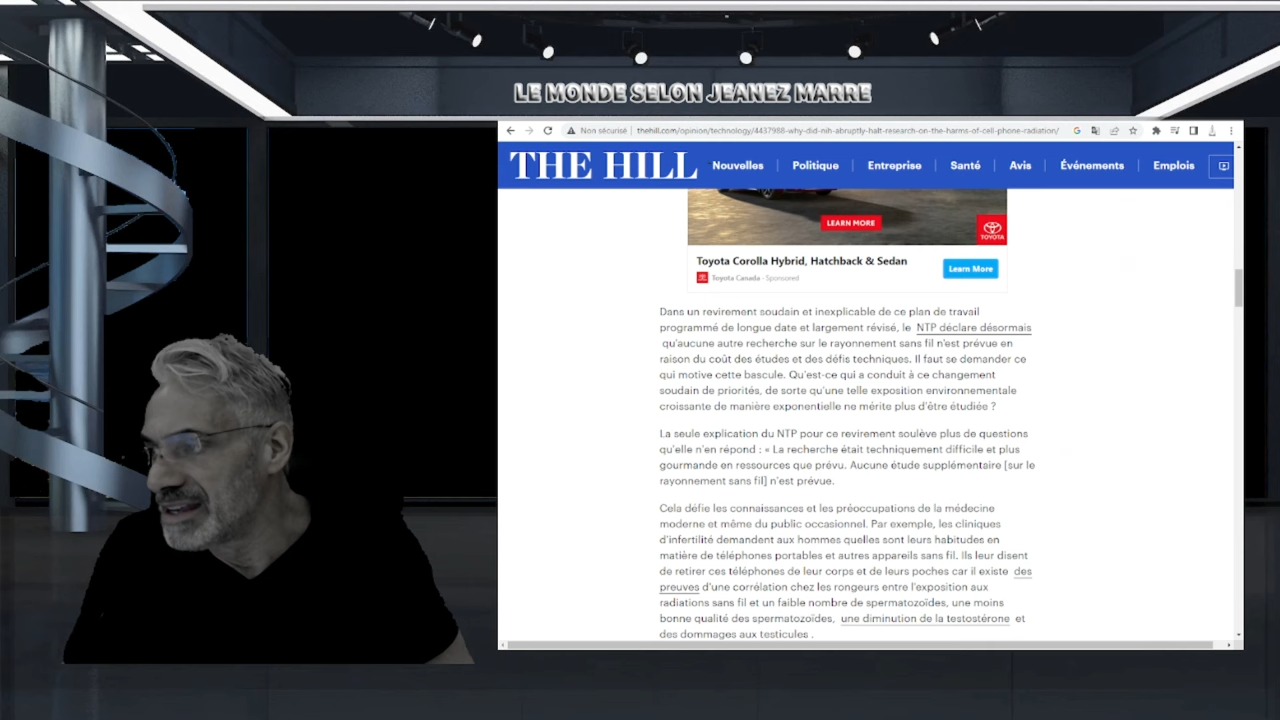 LE MONDE SELON JEANEZ MARRE
Non sécurisé | thehill.com/opinion/technology/4437988-why-did-nih-abruptly-halt-research-on-the-harms-of-cell-phone-radiation/
THE HILL Nouvelles Politique Entreprise Santé Avis Événements Emplois
LEARN MORE
TOYOTA
Toyota Corolla Hybrid, Hatchback & Sedan
Learn More
Toyota Canada · Sponsored
Dans un revirement soudain et inexplicable de ce plan de travail
programmé de longue date et largement révisé, le NTP déclare désormais
qu'aucune autre recherche sur le rayonnement sans fil n'est prévue en
raison du coût des études et des défis techniques. Il faut se demander ce
qui motive cette bascule. Qu'est-ce qui a conduit à ce changement
soudain de priorités, de sorte qu'une telle exposition environnementale
croissante de manière exponentielle ne mérite plus d'être étudiée ?
La seule explication du NTP pour ce revirement soulève plus de questions
qu'elle n'en répond : « La recherche était techniquement difficile et plus
gourmande en ressources que prévu. Aucune étude supplémentaire [sur le
rayonnement sans fil] n'est prévue.
Cela défie les connaissances et les préoccupations de la médecine
moderne et même du public occasionnel. Par exemple, les cliniques
d'infertilité demandent aux hommes quelles sont leurs habitudes en
matière de téléphones portables et autres appareils sans fil. Ils leur disent
de retirer ces téléphones de leur corps et de leurs poches car il existe des
preuves d'une corrélation chez les rongeurs entre l'exposition aux
radiations sans fil et un faible nombre de spermatozoïdes, une moins
bonne qualité des spermatozoïdes, une diminution de la testostérone et
des dommages aux testicules .